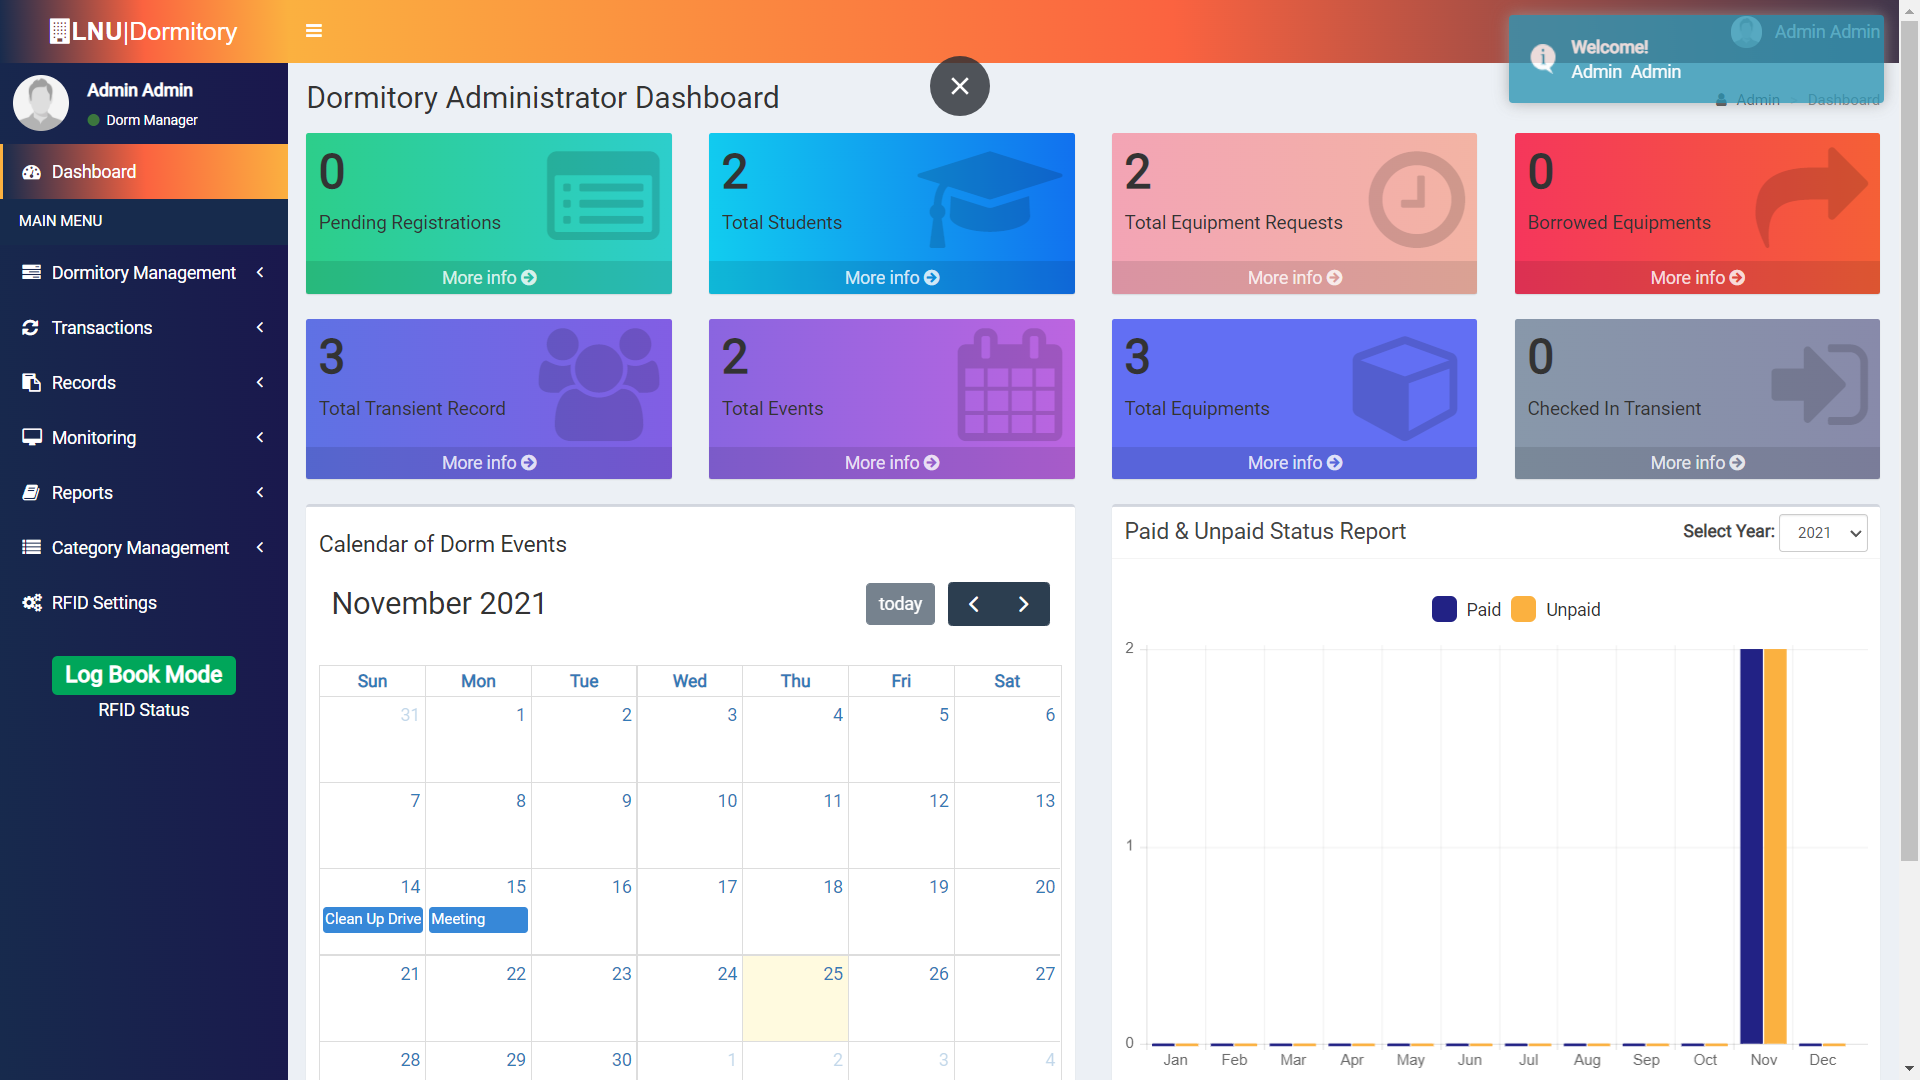 LNU|Dormitory
Admin Admin
Welcome!
Admin Admin
Admin Admin
Dorm Manager
Dormitory Administrator Dashboard
Admin
Dashboard
Dashboard
MAIN MENU
Dormitory Management
Transactions
Records
Monitoring
Reports
Category Management
RFID Settings
Log Book Mode
RFID Status
0
Pending Registrations
More info
2
Total Students
More info
2
Total Equipment Requests
More info
0
Borrowed Equipments
More info
3
Total Transient Record
More info
2
Total Events
More info
3
Total Equipments
More info
0
Checked In Transient
More info
Calendar of Dorm Events
November 2021
today
Sun Mon Tue Wed Thu Fri Sat
31 1 2 3 4 5 6
7 8 9 10 11 12 13
14 15 16 17 18 19 20
Clean Up Drive Meeting
21 22 23 24 25 26 27
28 29 30 1 2 3 4
Paid & Unpaid Status Report
Select Year: 2021
Paid Unpaid
2
1
0
Jan Feb Mar Apr May Jun Jul Aug Sep Oct Nov Dec